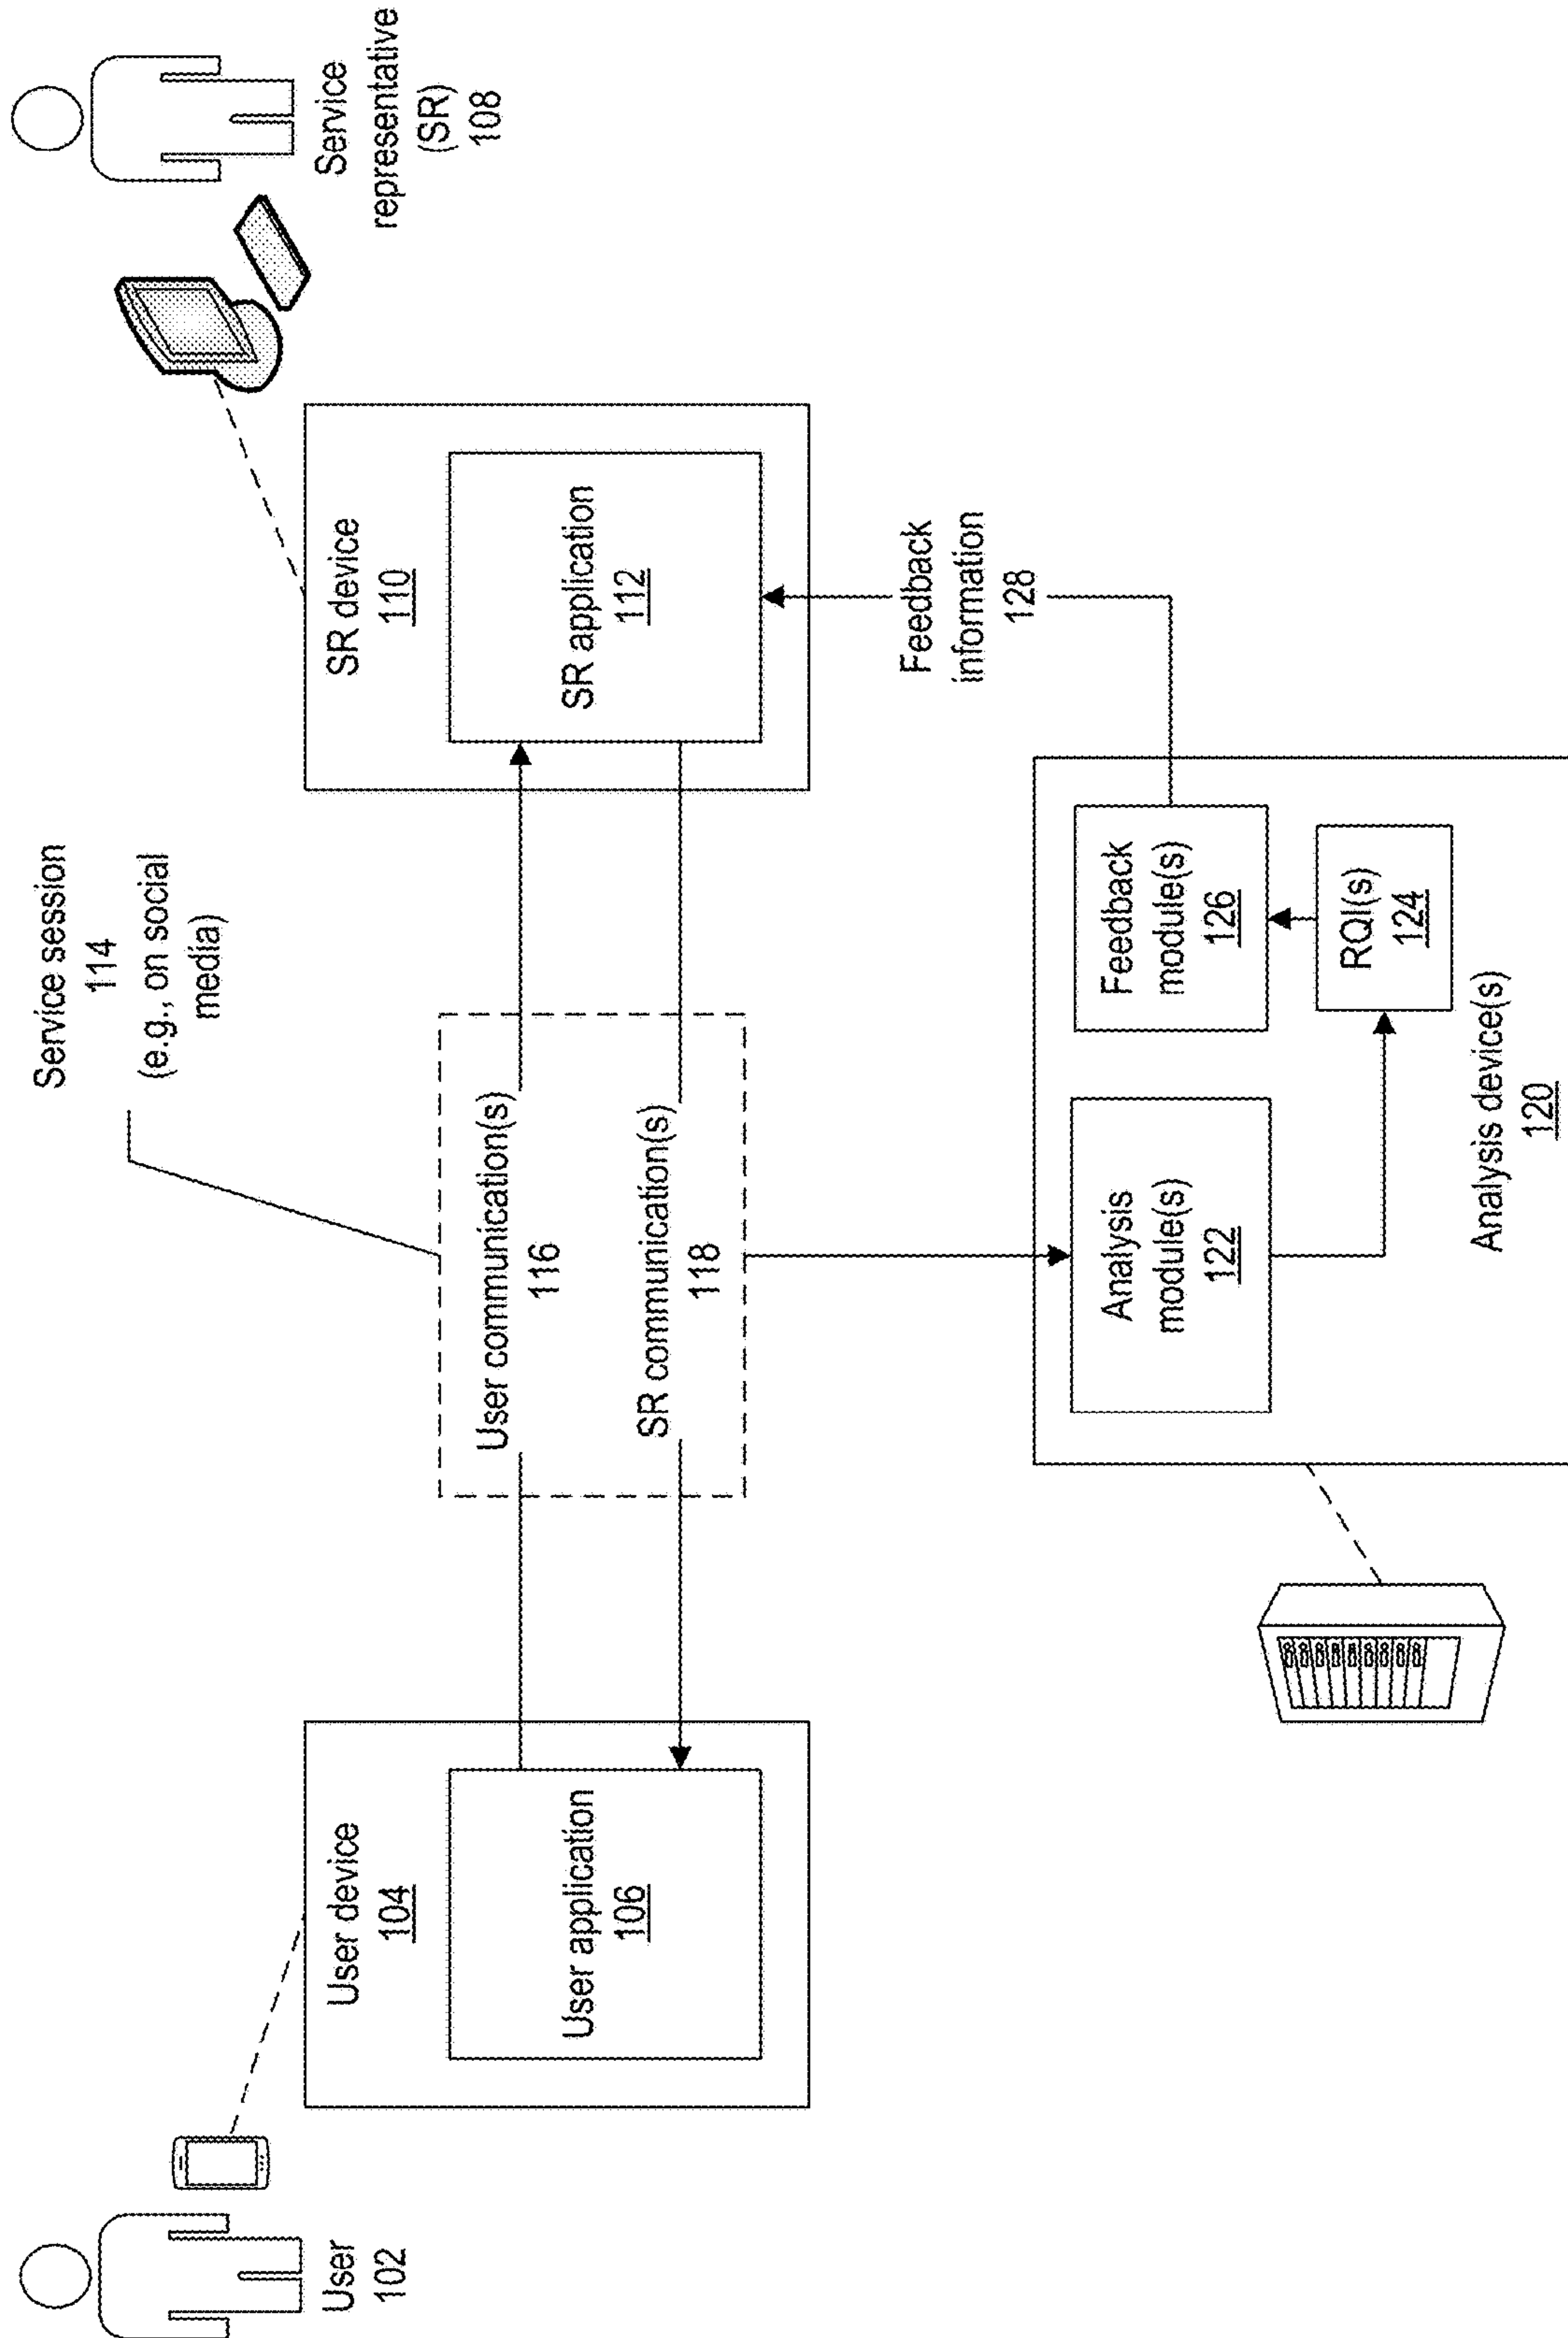 Service session
114
(e.g., on social
media)
User
102
Service
representative
(SR)
108
User device
104
User application
106
User communication(s)
116
SR communication(s)
118
SR device
110
SR application
112
Feedback
information
128
Analysis
module(s)
122
Feedback
module(s)
126
RQI(s)
124
Analysis device(s)
120